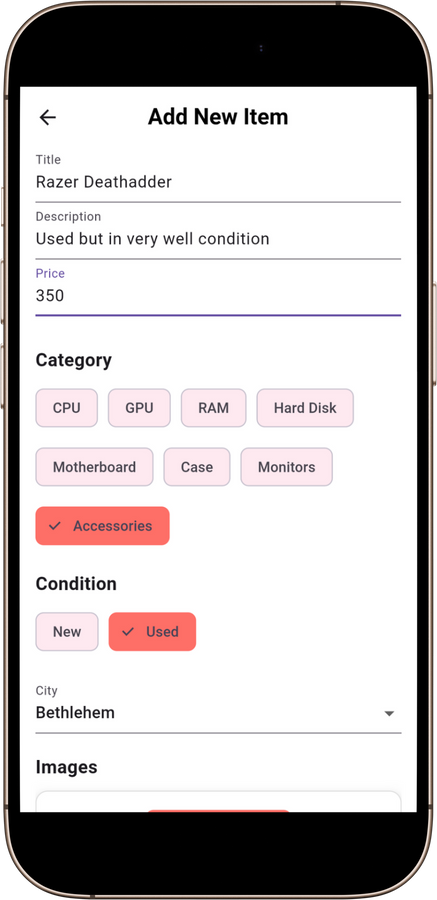 Add New Item
Title
Razer Deathadder
Description
Used but in very well condition
Price
350
Category
CPU GPU RAM Hard Disk
Motherboard Case Monitors
Accessories
Condition
New Used
City
Bethlehem
Images